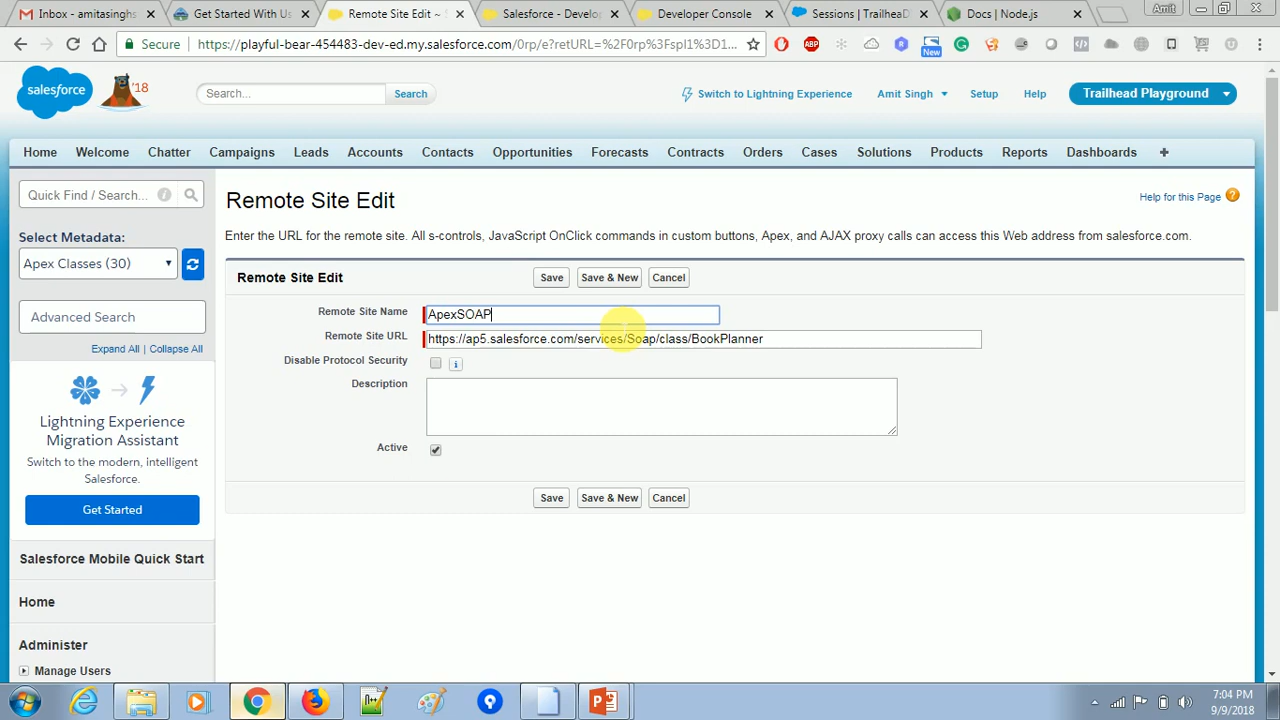 Inbox - amitasinghs
Get Started With Us
Remote Site Edit ~ S
Salesforce - Develop
Developer Console
Sessions | Trailhead
Docs | Node.js
Amit
Secure
https://playful-bear-454483-dev-ed.my.salesforce.com/0rp/e?retURL=%2F0rp%3Fspl1%3D1...
ABP
New
salesforce
'18
Search...
Search
Switch to Lightning Experience
Amit Singh
Setup
Help
Trailhead Playground
Home
Welcome
Chatter
Campaigns
Leads
Accounts
Contacts
Opportunities
Forecasts
Contracts
Orders
Cases
Solutions
Products
Reports
Dashboards
+
Quick Find / Search...
Select Metadata:
Apex Classes (30)
Advanced Search
Expand All | Collapse All
Lightning Experience
Migration Assistant
Switch to the modern, intelligent
Salesforce.
Get Started
Salesforce Mobile Quick Start
Home
Administer
Manage Users
Remote Site Edit
Help for this Page
Enter the URL for the remote site. All s-controls, JavaScript OnClick commands in custom buttons, Apex, and AJAX proxy calls can access this Web address from salesforce.com.
Remote Site Edit
Save
Save & New
Cancel
Remote Site Name
ApexSOAP
Remote Site URL
https://ap5.salesforce.com/services/Soap/class/BookPlanner
Disable Protocol Security
Description
Active
Save
Save & New
Cancel
7:04 PM
9/9/2018